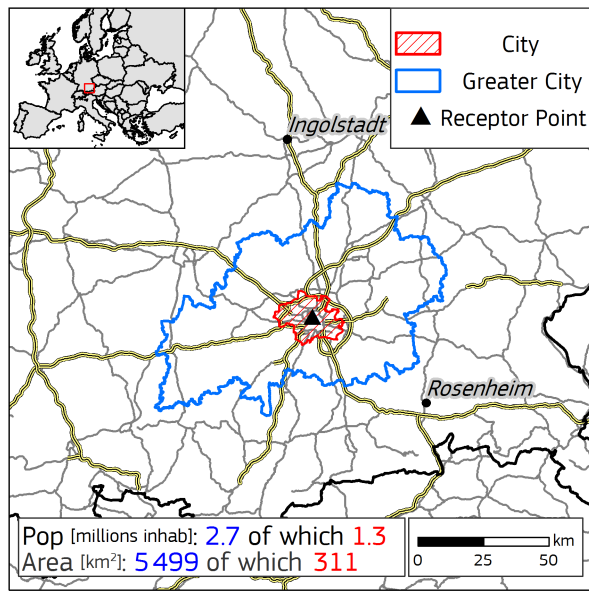 City
Greater City
Receptor Point
Ingolstadt
Rosenheim
Pop [millions inhab]: 2.7 of which 1.3
Area [km²]: 5 499 of which 311
km
0 25 50